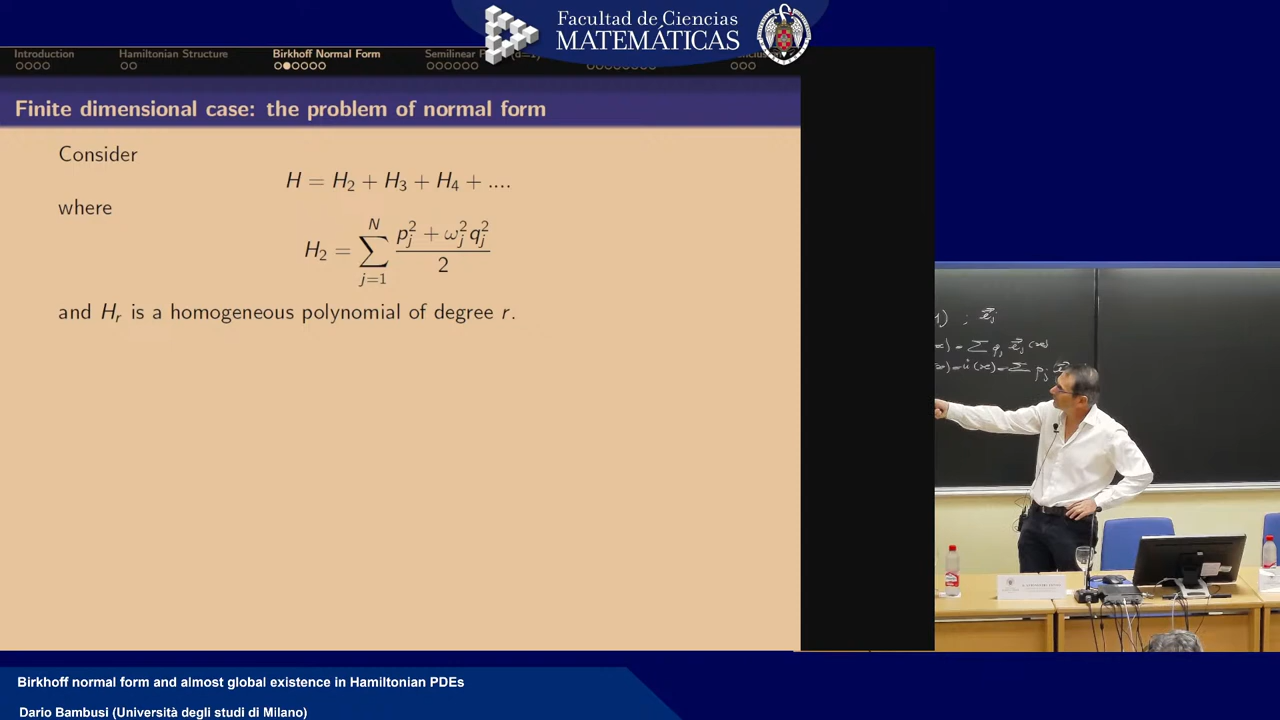 Facultad de Ciencias
MATEMÁTICAS
Introduction
Hamiltonian Structure
Birkhoff Normal Form
Semilinear
Finite dimensional case: the problem of normal form
Consider
H = H₂ + H₃ + H₄ + ....
where
H₂ = ∑_{j=1}^{N} (p_j² + ω_j² q_j²)/2
and H_r is a homogeneous polynomial of degree r.
Birkhoff normal form and almost global existence in Hamiltonian PDEs
Dario Bambusi (Università degli studi di Milano)